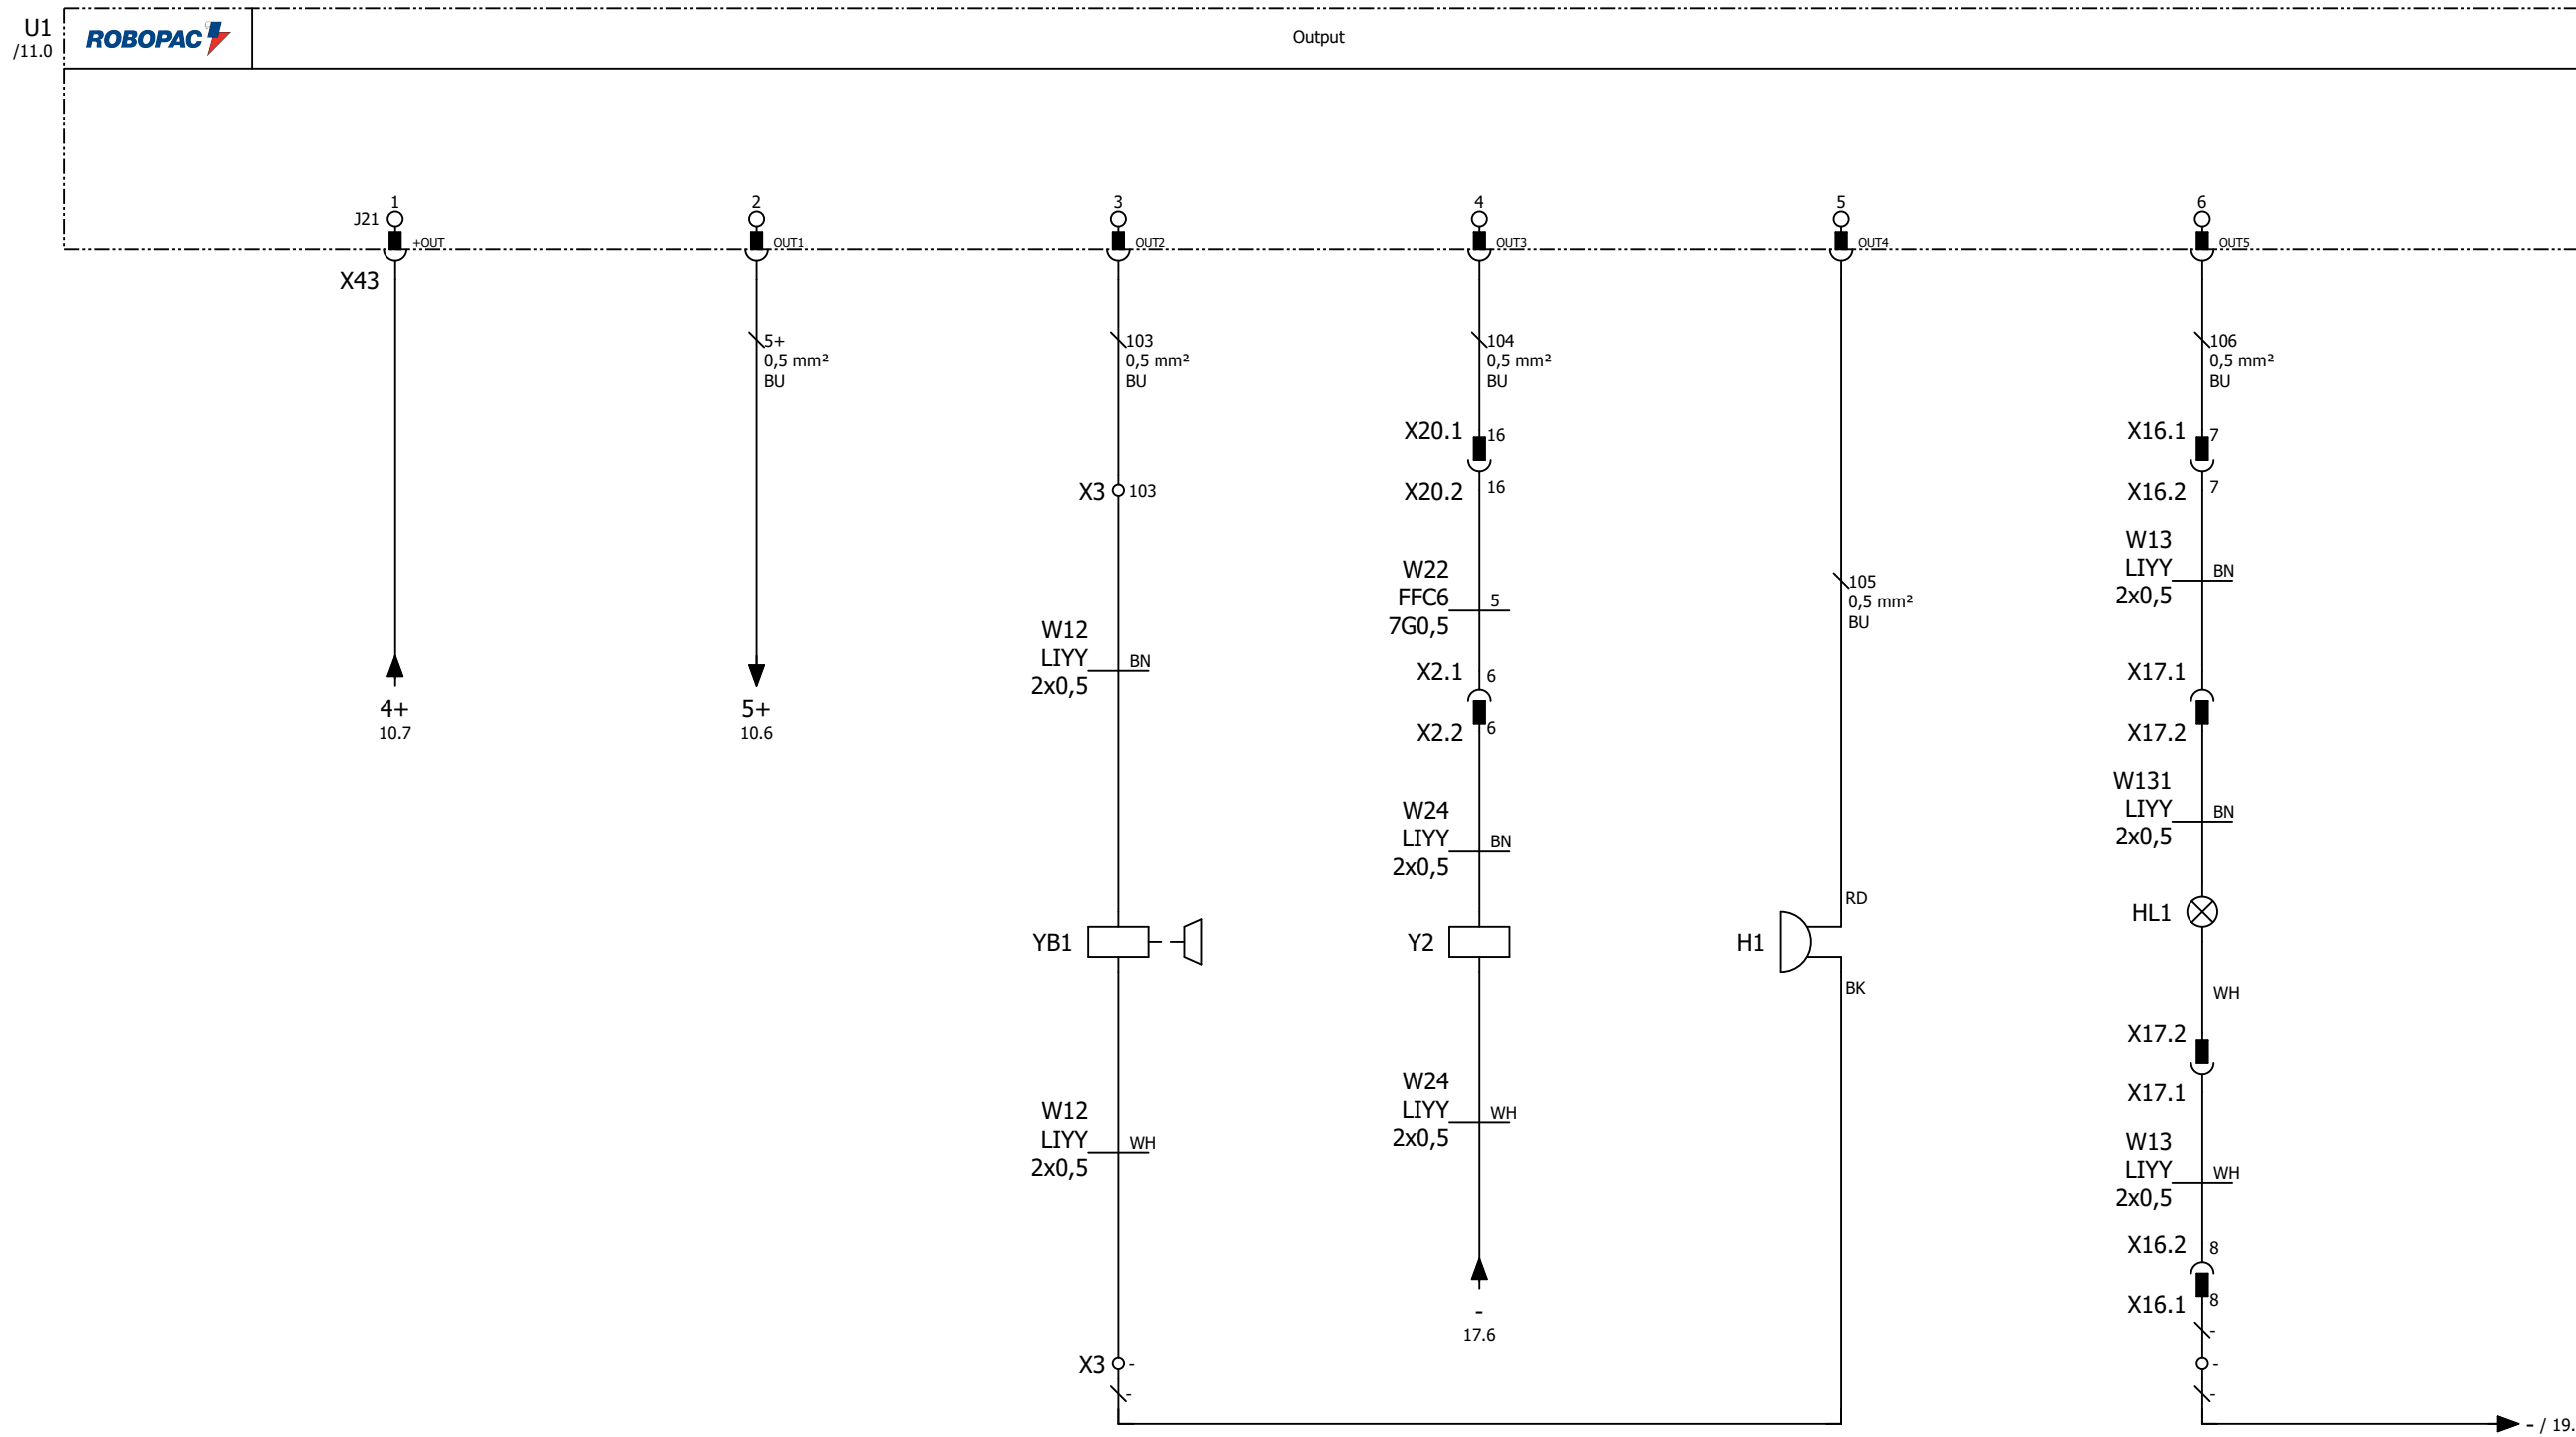 U1
/11.0
ROBOPAC
Output
J21
1
+OUT
X43
4+
10.7
2
OUT1
5+
0,5 mm²
BU
5+
10.6
3
OUT2
103
0,5 mm²
BU
X3
103
W12
LIYY
2x0,5
BN
YB1
W12
LIYY
2x0,5
WH
X3
-
-
4
OUT3
104
0,5 mm²
BU
X20.1
16
X20.2
16
W22
FFC6
7G0,5
5
X2.1
6
X2.2
6
W24
LIYY
2x0,5
BN
Y2
W24
LIYY
2x0,5
WH
-
17.6
5
OUT4
105
0,5 mm²
BU
RD
H1
BK
6
OUT5
106
0,5 mm²
BU
X16.1
7
X16.2
7
W13
LIYY
2x0,5
BN
X17.1
X17.2
W131
LIYY
2x0,5
BN
HL1
WH
X17.2
X17.1
W13
LIYY
2x0,5
WH
X16.2
8
X16.1
8
-
-
-
- / 19.